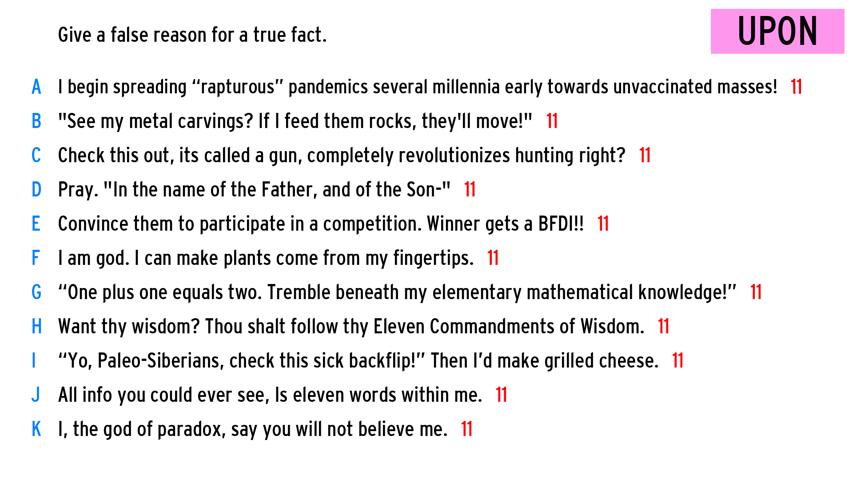 Give a false reason for a true fact.
UPON
A I begin spreading “rapturous” pandemics several millennia early towards unvaccinated masses! 11
B "See my metal carvings? If I feed them rocks, they'll move!" 11
C Check this out, its called a gun, completely revolutionizes hunting right? 11
D Pray. "In the name of the Father, and of the Son-" 11
E Convince them to participate in a competition. Winner gets a BFDI!! 11
F I am god. I can make plants come from my fingertips. 11
G “One plus one equals two. Tremble beneath my elementary mathematical knowledge!” 11
H Want thy wisdom? Thou shalt follow thy Eleven Commandments of Wisdom. 11
I “Yo, Paleo-Siberians, check this sick backflip!” Then I’d make grilled cheese. 11
J All info you could ever see, Is eleven words within me. 11
K I, the god of paradox, say you will not believe me. 11